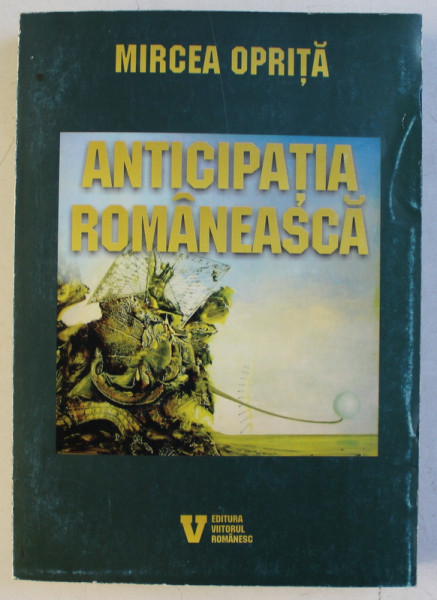 MIRCEA OPRIȚĂ
ANTICIPAȚIA
ROMÂNEASCĂ
V
EDITURA
VIITORUL
ROMÂNESC